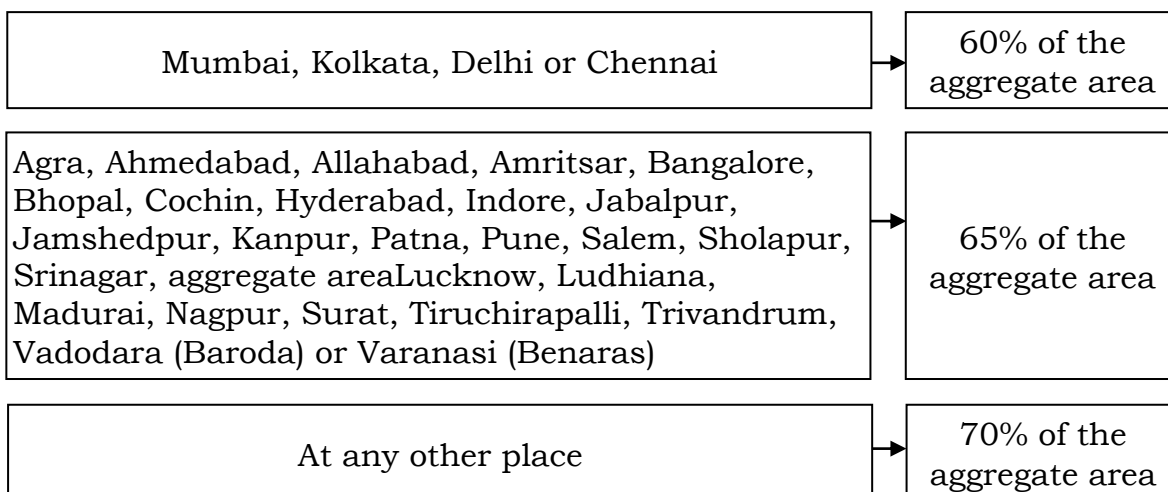 Mumbai, Kolkata, Delhi or Chennai
60% of the
aggregate area
Agra, Ahmedabad, Allahabad, Amritsar, Bangalore,
Bhopal, Cochin, Hyderabad, Indore, Jabalpur,
Jamshedpur, Kanpur, Patna, Pune, Salem, Sholapur,
Srinagar, aggregate areaLucknow, Ludhiana,
Madurai, Nagpur, Surat, Tiruchirapalli, Trivandrum,
Vadodara (Baroda) or Varanasi (Benaras)
65% of the
aggregate area
At any other place
70% of the
aggregate area